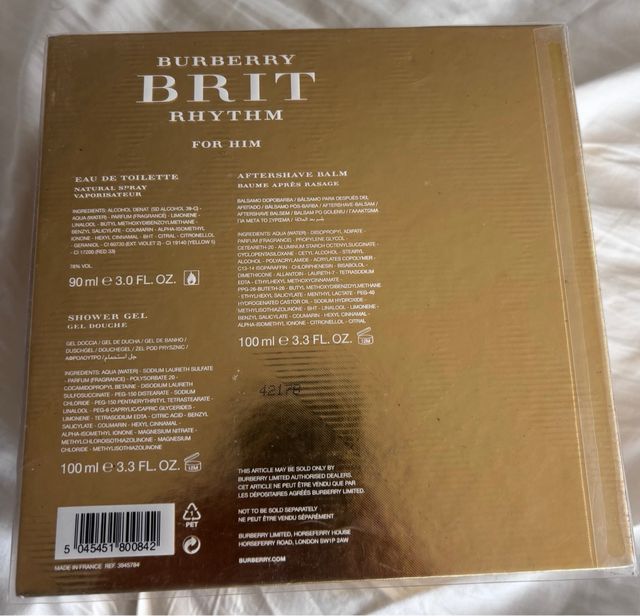 BURBERRY
BRIT
RHYTHM
FOR HIM
EAU DE TOILETTE
NATURAL SPRAY
VAPORISATEUR
INGREDIENTS: ALCOHOL DENAT. (SD ALCOHOL 39-C) -
AQUA (WATER) - PARFUM (FRAGRANCE) - LIMONENE -
LINALOOL - BUTYL METHOXYDIBENZOYLMETHANE -
BENZYL SALICYLATE - COUMARIN - ALPHA-ISOMETHYL
IONONE - HEXYL CINNAMAL - BHT - CITRAL - CITRONELLOL
- GERANIOL - CI 60730 (EXT. VIOLET 2) - CI 19140 (YELLOW 5)
- CI 17200 (RED 33)
78% VOL.
90 ml e 3.0 FL. OZ.
SHOWER GEL
GEL DOUCHE
GEL DOCCIA / GEL DE DUCHA / GEL DE BANHO /
DUSCHGEL / DOUCHEGEL / ŻEL POD PRYSZNIC /
ΑΦΡΟΛΟΥΤΡΟ / جل استحمام
INGREDIENTS: AQUA (WATER) - SODIUM LAURETH SULFATE
- PARFUM (FRAGRANCE) - POLYSORBATE 20 -
COCAMIDOPROPYL BETAINE - DISODIUM LAURETH
SULFOSUCCINATE - PEG-150 DISTEARATE - SODIUM
CHLORIDE - PEG-150 PENTAERYTHRITYL TETRASTEARATE -
LINALOOL - PEG-6 CAPRYLIC/CAPRIC GLYCERIDES -
LIMONENE - TETRASODIUM EDTA - CITRIC ACID - BENZYL
SALICYLATE - COUMARIN - HEXYL CINNAMAL -
ALPHA-ISOMETHYL IONONE - MAGNESIUM NITRATE -
METHYLCHLOROISOTHIAZOLINONE - MAGNESIUM
CHLORIDE - METHYLISOTHIAZOLINONE
100 ml e 3.3 FL. OZ. 12M
5 045451 800842
MADE IN FRANCE REF. 3945784
PET
AFTERSHAVE BALM
BAUME APRÈS RASAGE
BALSAMO DOPOBARBA / BÁLSAMO PARA DESPUÉS DEL
AFEITADO / BÁLSAMO PÓS-BARBA / AFTERSHAVE-BALSAM /
AFTERSHAVE BALSEM / BALSAM PO GOLENIU / ΓΑΛΑΚΤΩΜΑ
ΓΙΑ ΜΕΤΑ ΤΟ ΞΥΡΙΣΜΑ / بلسم بعد الحلاقة
INGREDIENTS: AQUA (WATER) - DIISOPROPYL ADIPATE -
PARFUM (FRAGRANCE) - PROPYLENE GLYCOL -
CETEARETH-20 - ALUMINUM STARCH OCTENYLSUCCINATE -
CYCLOPENTASILOXANE - CETYL ALCOHOL - STEARYL
ALCOHOL - POLYACRYLAMIDE - ACRYLATES COPOLYMER -
C13-14 ISOPARAFFIN - CHLORPHENESIN - BISABOLOL -
DIMETHICONE - ALLANTOIN - LAURETH-7 - TETRASODIUM
EDTA - ETHYLHEXYL METHOXYCINNAMATE -
PPG-26-BUTETH-26 - BUTYL METHOXYDIBENZOYLMETHANE
- ETHYLHEXYL SALICYLATE - MENTHYL LACTATE - PEG-40
HYDROGENATED CASTOR OIL - SODIUM HYDROXIDE -
METHYLISOTHIAZOLINONE - BHT - LINALOOL - LIMONENE -
BENZYL SALICYLATE - COUMARIN - HEXYL CINNAMAL -
ALPHA-ISOMETHYL IONONE - CITRONELLOL - CITRAL
100 ml e 3.3 FL. OZ. 12M
THIS ARTICLE MAY BE SOLD ONLY BY
BURBERRY LIMITED AUTHORISED DEALERS.
CET ARTICLE NE PEUT ÊTRE VENDU QUE PAR
LES DÉPOSITAIRES AGRÉÉS BURBERRY LIMITED.
NOT TO BE SOLD SEPARATELY
NE PEUT ÊTRE VENDU SÉPARÉMENT.
BURBERRY LIMITED, HORSEFERRY HOUSE
HORSEFERRY ROAD, LONDON SW1P 2AW
BURBERRY.COM